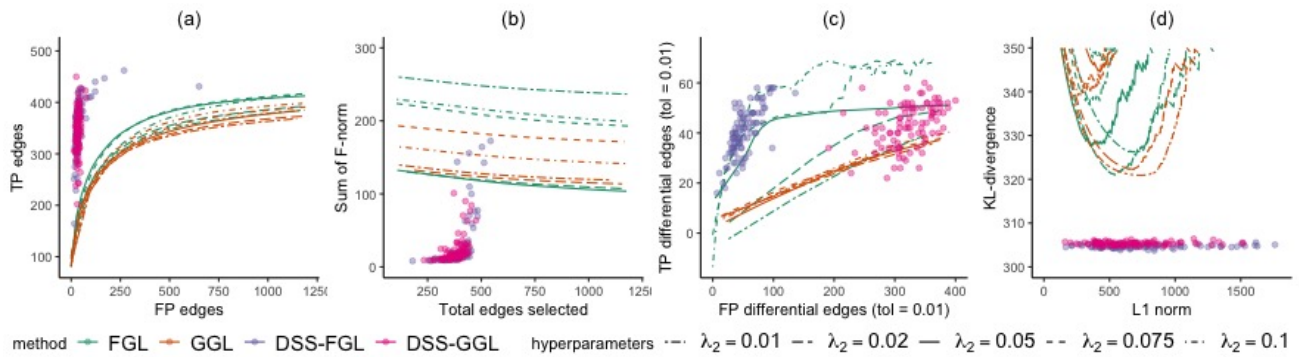 (a) (b) (c) (d)
TP edges
500
400
300
200
100
0 250 500 750 1000 125
FP edges
Sum of F-norm
300
200
100
0
250 500 750 1000 1250
Total edges selected
TP differential edges (tol = 0.01)
60
40
20
0
0 100 200 300 400
FP differential edges (tol = 0.01)
KL-divergence
350
340
330
320
310
300
0 500 1000 1500
L1 norm
method FGL GGL DSS-FGL DSS-GGL hyperparameters λ₂ = 0.01 λ₂ = 0.02 λ₂ = 0.05 λ₂ = 0.075 λ₂ = 0.1